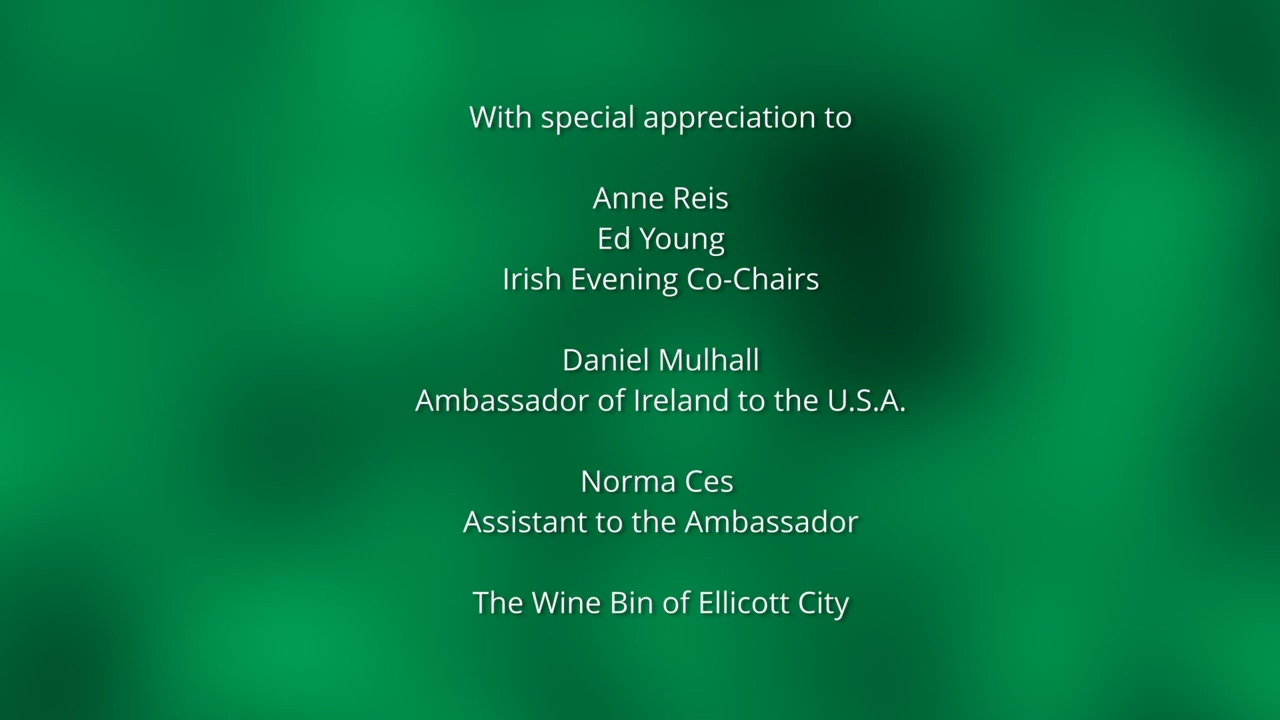 With special appreciation to
Anne Reis
Ed Young
Irish Evening Co-Chairs
Daniel Mulhall
Ambassador of Ireland to the U.S.A.
Norma Ces
Assistant to the Ambassador
The Wine Bin of Ellicott City